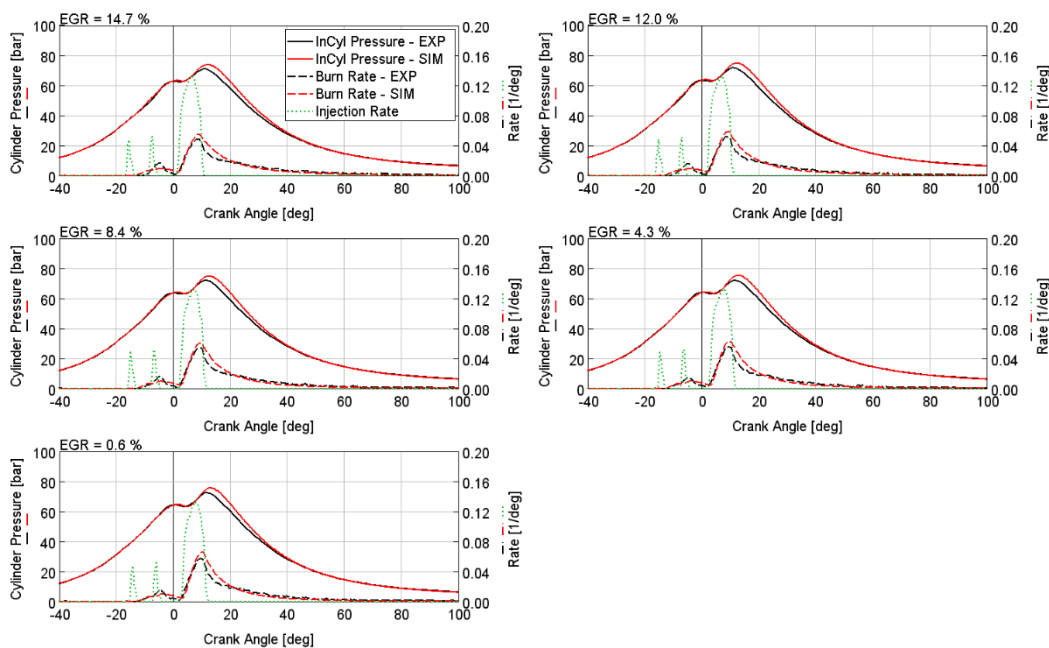 EGR = 14.7 %
Cylinder Pressure [bar]
100
80
60
40
20
0
InCyl Pressure - EXP
InCyl Pressure - SIM
Burn Rate - EXP
Burn Rate - SIM
Injection Rate
0.20
0.16
0.12
0.08
0.04
0.00
Rate [1/deg]
-40 -20 0 20 40 60 80 100
Crank Angle [deg]
EGR = 12.0 %
Cylinder Pressure [bar]
100
80
60
40
20
0
0.20
0.16
0.12
0.08
0.04
0.00
Rate [1/deg]
-40 -20 0 20 40 60 80 100
Crank Angle [deg]
EGR = 8.4 %
Cylinder Pressure [bar]
100
80
60
40
20
0
0.20
0.16
0.12
0.08
0.04
0.00
Rate [1/deg]
-40 -20 0 20 40 60 80 100
Crank Angle [deg]
EGR = 4.3 %
Cylinder Pressure [bar]
100
80
60
40
20
0
0.20
0.16
0.12
0.08
0.04
0.00
Rate [1/deg]
-40 -20 0 20 40 60 80 100
Crank Angle [deg]
EGR = 0.6 %
Cylinder Pressure [bar]
100
80
60
40
20
0
0.20
0.16
0.12
0.08
0.04
0.00
Rate [1/deg]
-40 -20 0 20 40 60 80 100
Crank Angle [deg]